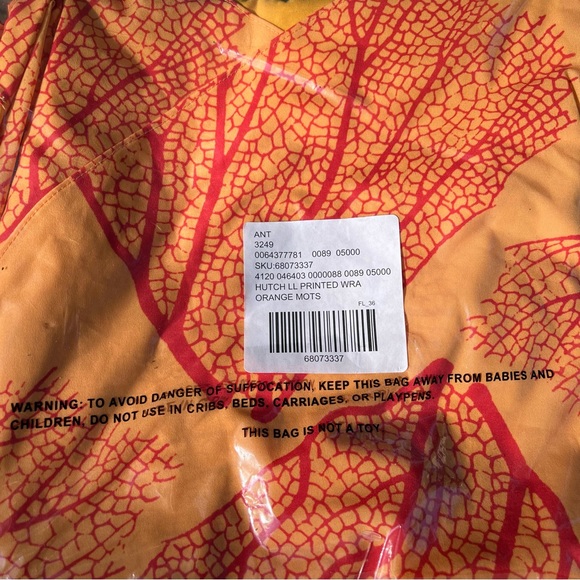 ANT
3249
0064377781 0089 05000
SKU:68073337
4120 046403 0000088 0089 05000
HUTCH LL PRINTED WRA
ORANGE MOTS
FL_36
68073337
WARNING: TO AVOID DANGER OF SUFFOCATION, KEEP THIS BAG AWAY FROM BABIES AND
CHILDREN, DO NOT USE IN CRIBS, BEDS, CARRIAGES, OR PLAYPENS.
THIS BAG IS NOT A TOY.